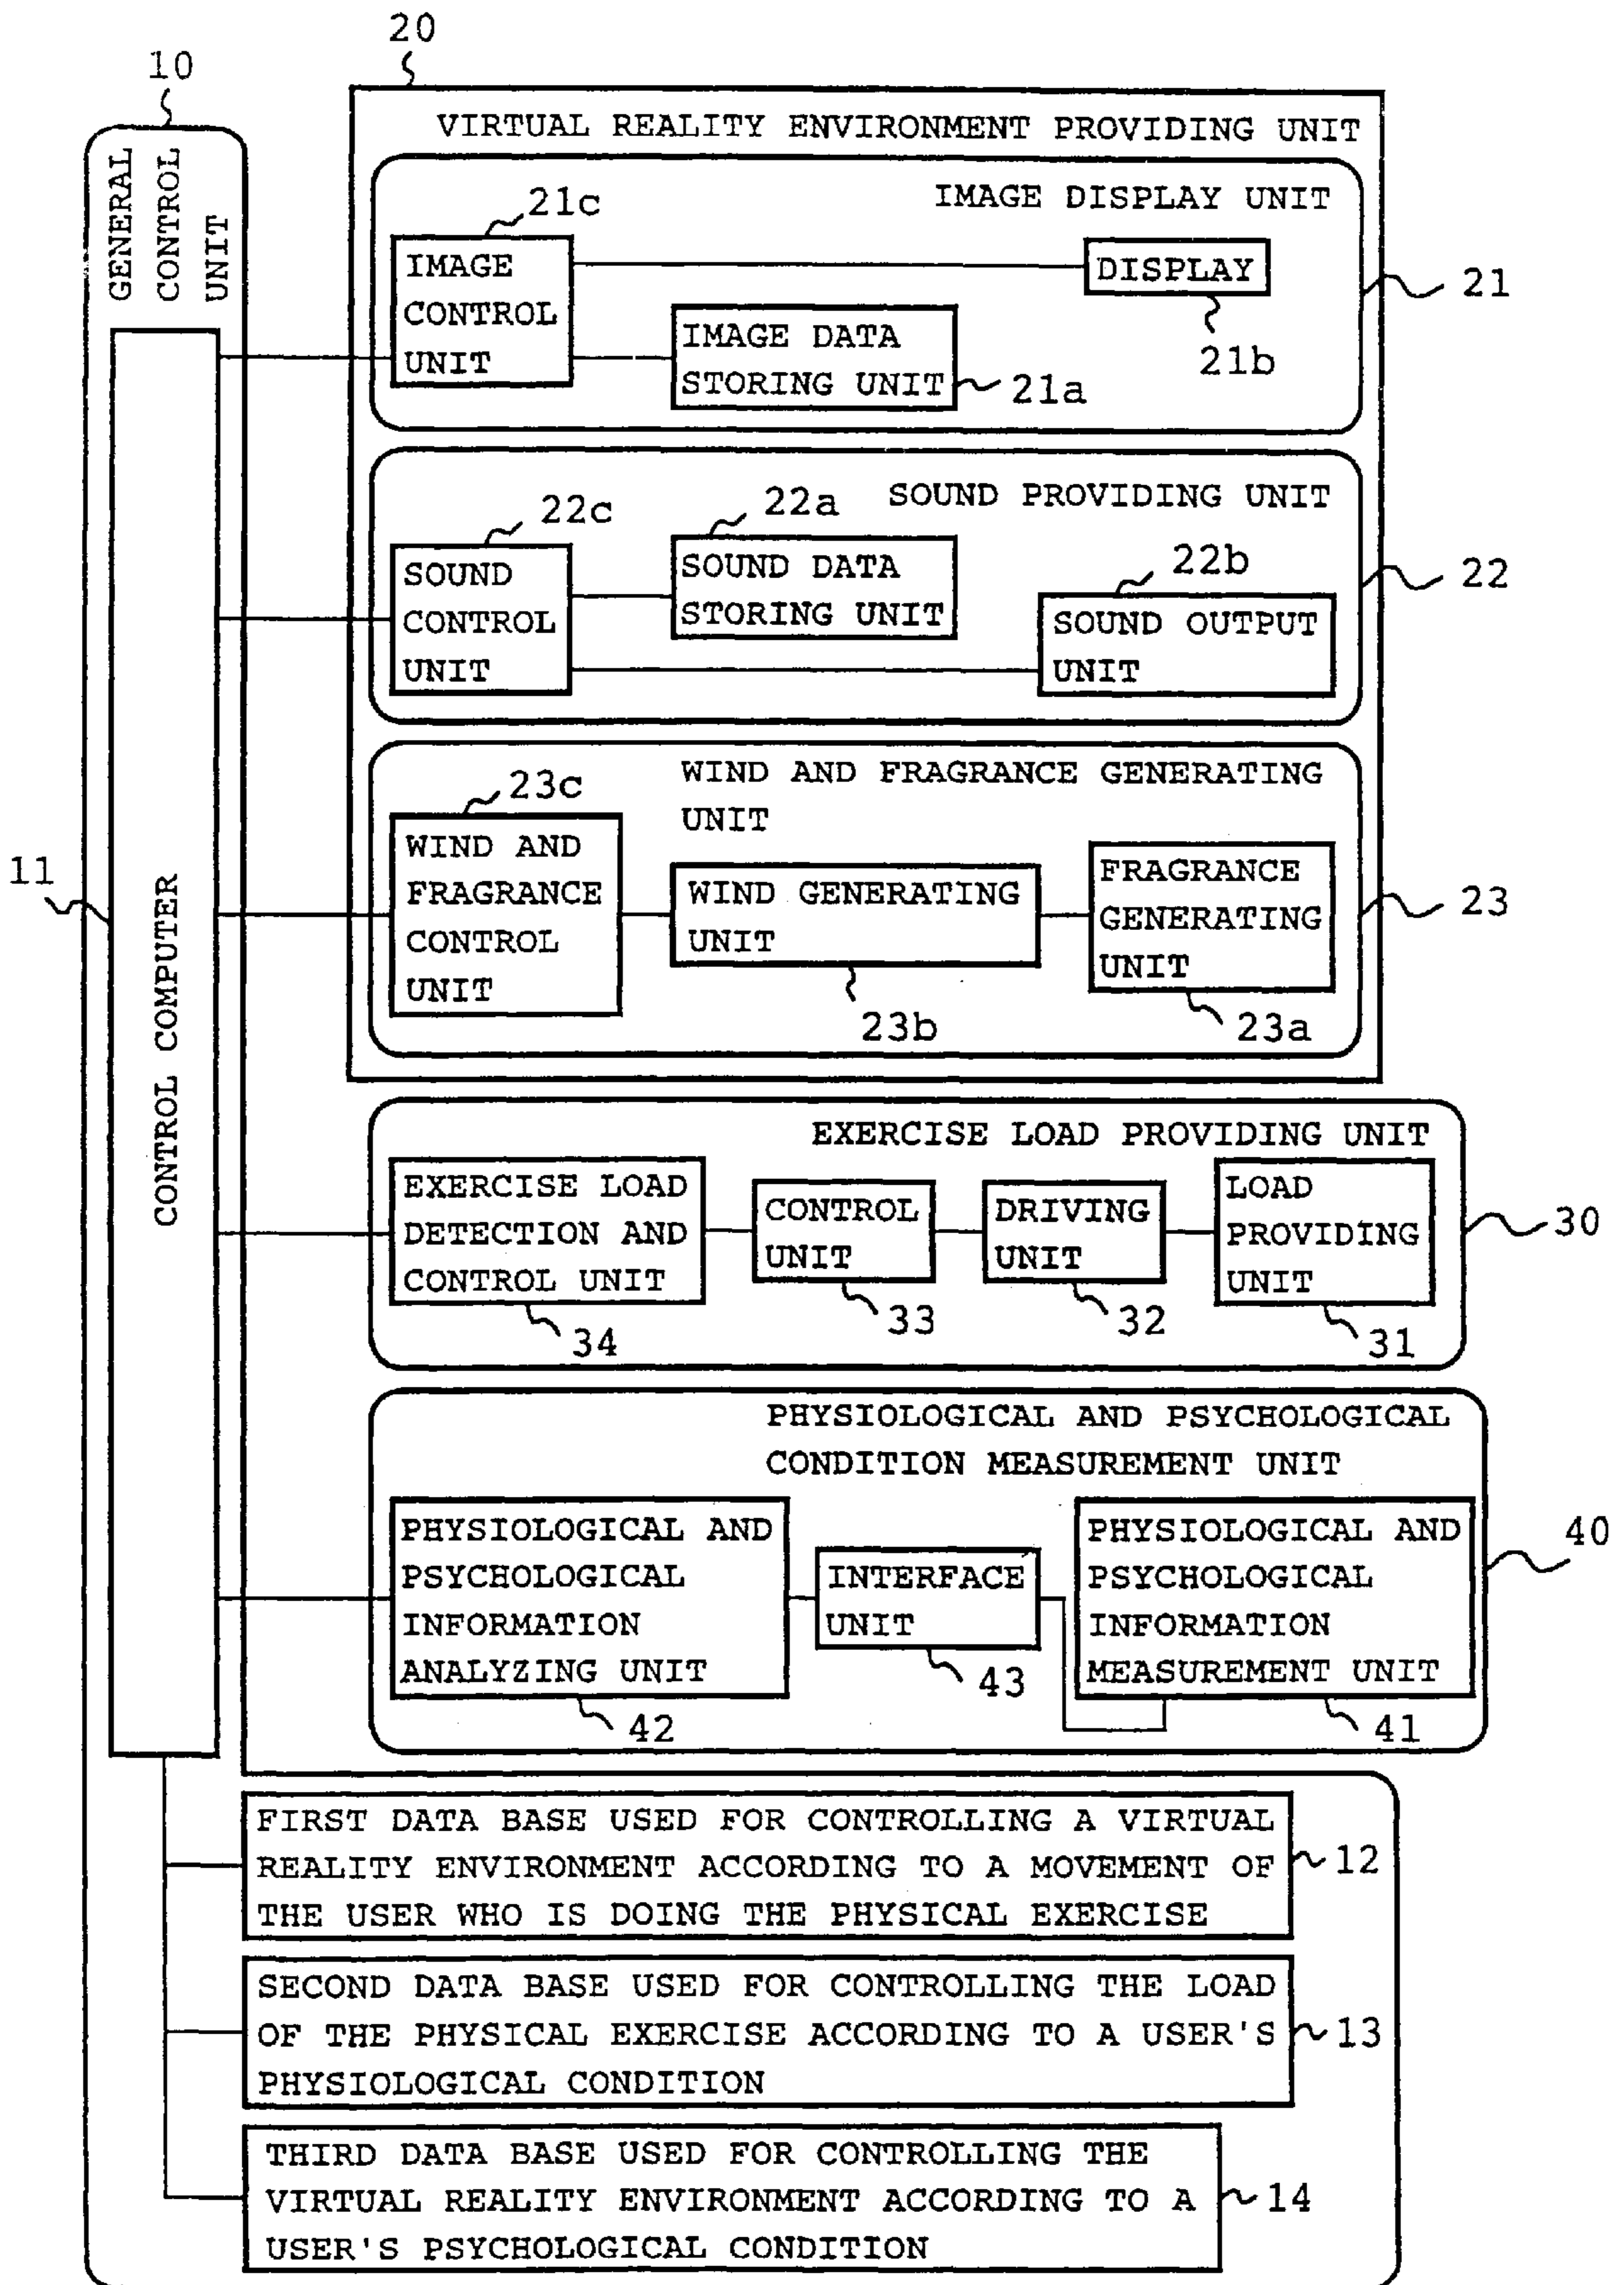 20
10
VIRTUAL REALITY ENVIRONMENT PROVIDING UNIT
GENERAL
CONTROL
UNIT
IMAGE DISPLAY UNIT
21c
IMAGE
CONTROL
UNIT
DISPLAY
21b
21
IMAGE DATA
STORING UNIT
21a
SOUND PROVIDING UNIT
22c
22a
SOUND
CONTROL
UNIT
SOUND DATA
STORING UNIT
22b
SOUND OUTPUT
UNIT
22
WIND AND FRAGRANCE GENERATING
UNIT
23c
WIND AND
FRAGRANCE
CONTROL
UNIT
WIND GENERATING
UNIT
23b
FRAGRANCE
GENERATING
UNIT
23a
23
11
CONTROL COMPUTER
EXERCISE LOAD PROVIDING UNIT
EXERCISE LOAD
DETECTION AND
CONTROL UNIT
34
CONTROL
UNIT
33
DRIVING
UNIT
32
LOAD
PROVIDING
UNIT
31
30
PHYSIOLOGICAL AND PSYCHOLOGICAL
CONDITION MEASUREMENT UNIT
PHYSIOLOGICAL AND
PSYCHOLOGICAL
INFORMATION
ANALYZING UNIT
42
INTERFACE
UNIT
43
PHYSIOLOGICAL AND
PSYCHOLOGICAL
INFORMATION
MEASUREMENT UNIT
41
40
FIRST DATA BASE USED FOR CONTROLLING A VIRTUAL
REALITY ENVIRONMENT ACCORDING TO A MOVEMENT OF
THE USER WHO IS DOING THE PHYSICAL EXERCISE
12
SECOND DATA BASE USED FOR CONTROLLING THE LOAD
OF THE PHYSICAL EXERCISE ACCORDING TO A USER'S
PHYSIOLOGICAL CONDITION
13
THIRD DATA BASE USED FOR CONTROLLING THE
VIRTUAL REALITY ENVIRONMENT ACCORDING TO A
USER'S PSYCHOLOGICAL CONDITION
14